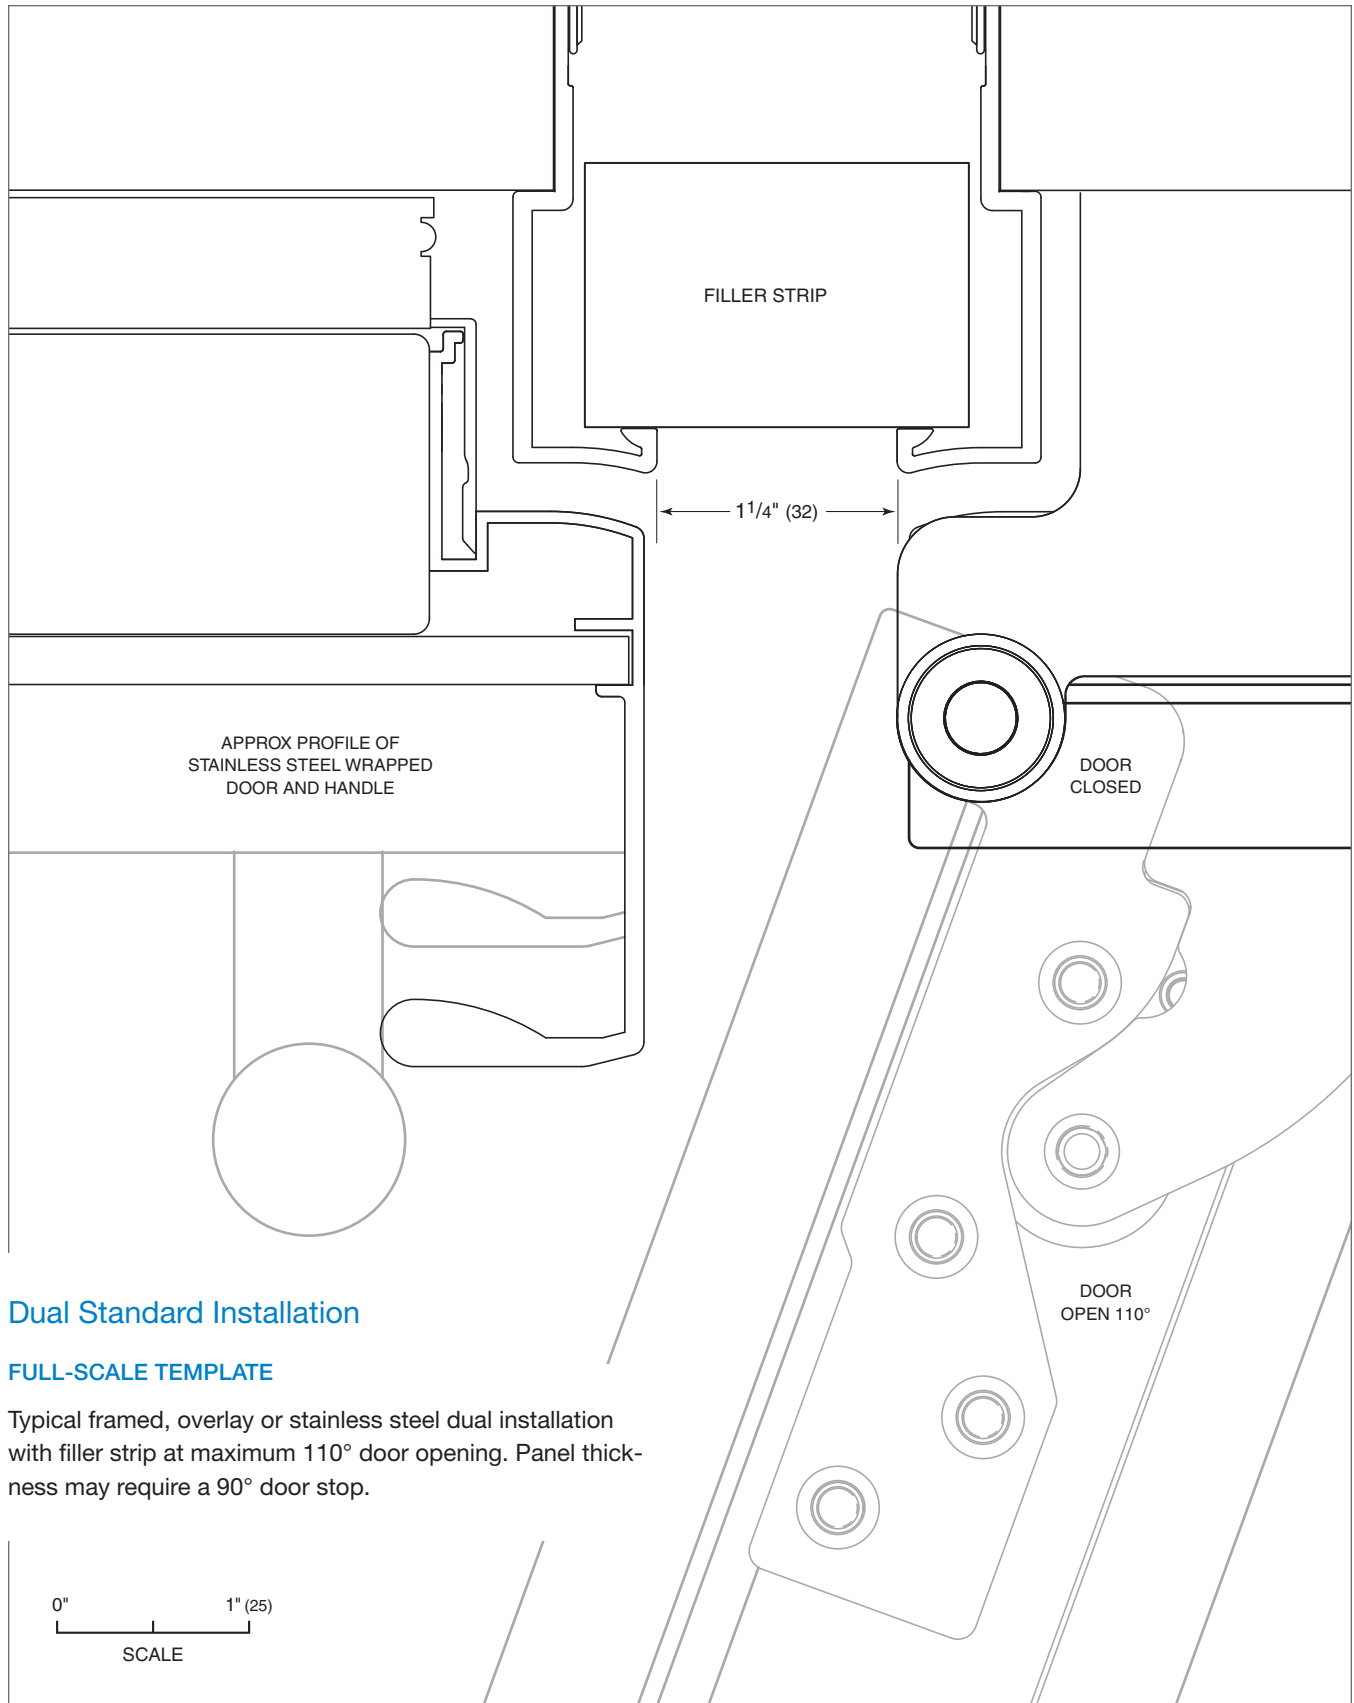 FILLER STRIP
1 1/4" (32)
APPROX PROFILE OF
STAINLESS STEEL WRAPPED
DOOR AND HANDLE
DOOR
CLOSED
DOOR
OPEN 110°
Dual Standard Installation
FULL-SCALE TEMPLATE
Typical framed, overlay or stainless steel dual installation
with filler strip at maximum 110° door opening. Panel thick-
ness may require a 90° door stop.
0" 1" (25)
SCALE